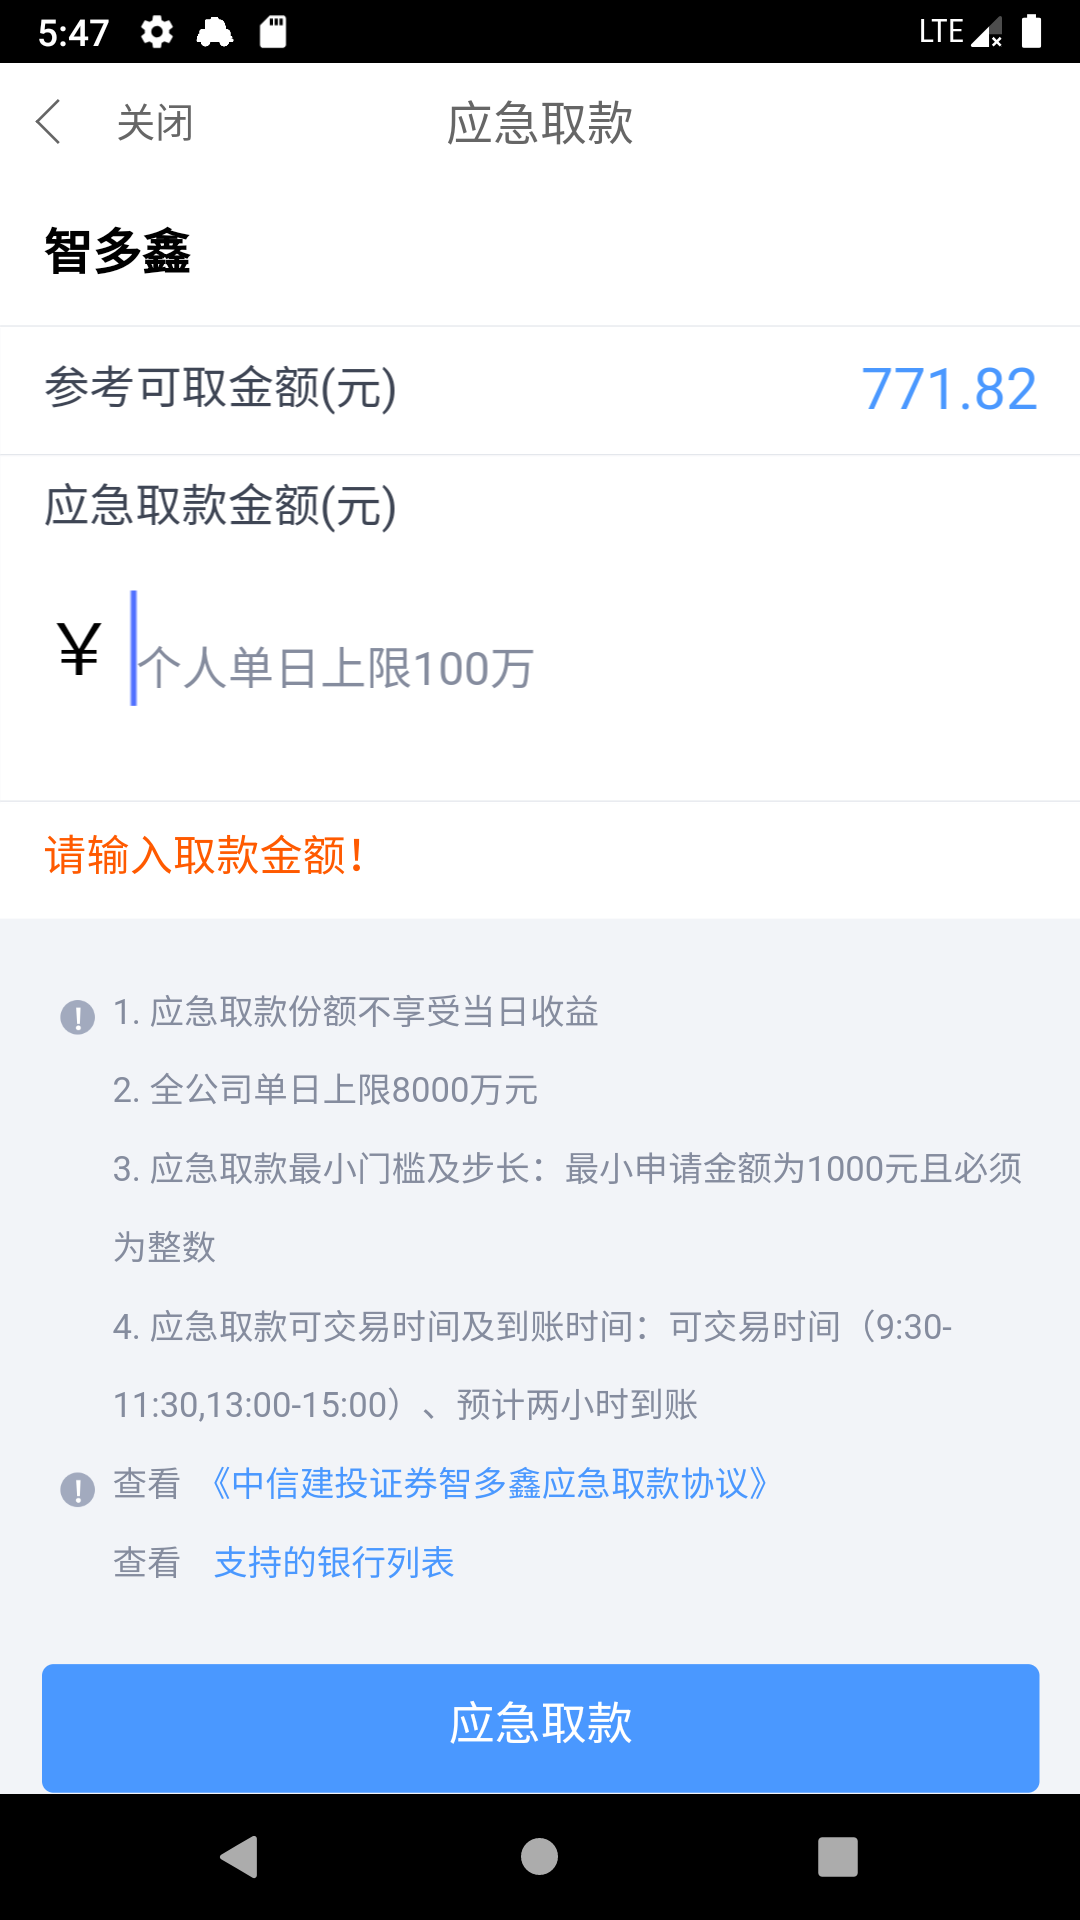 5:47
LTE
关闭
应急取款
智多鑫
参考可取金额(元)
771.82
应急取款金额(元)
¥
个人单日上限100万
请输入取款金额!
1. 应急取款份额不享受当日收益
2. 全公司单日上限8000万元
3. 应急取款最小门槛及步长：最小申请金额为1000元且必须
为整数
4. 应急取款可交易时间及到账时间：可交易时间（9:30-
11:30,13:00-15:00）、预计两小时到账
查看 《中信建投证券智多鑫应急取款协议》
查看 支持的银行列表
应急取款